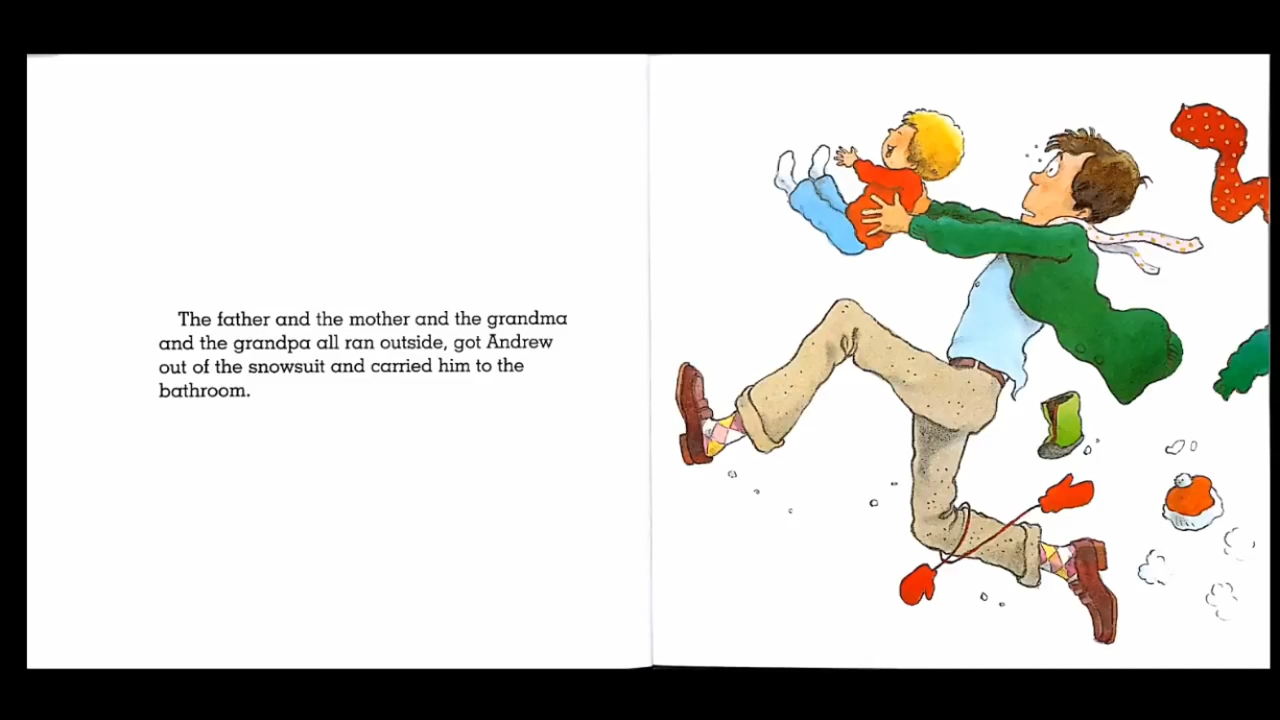 The father and the mother and the grandma
and the grandpa all ran outside, got Andrew
out of the snowsuit and carried him to the
bathroom.